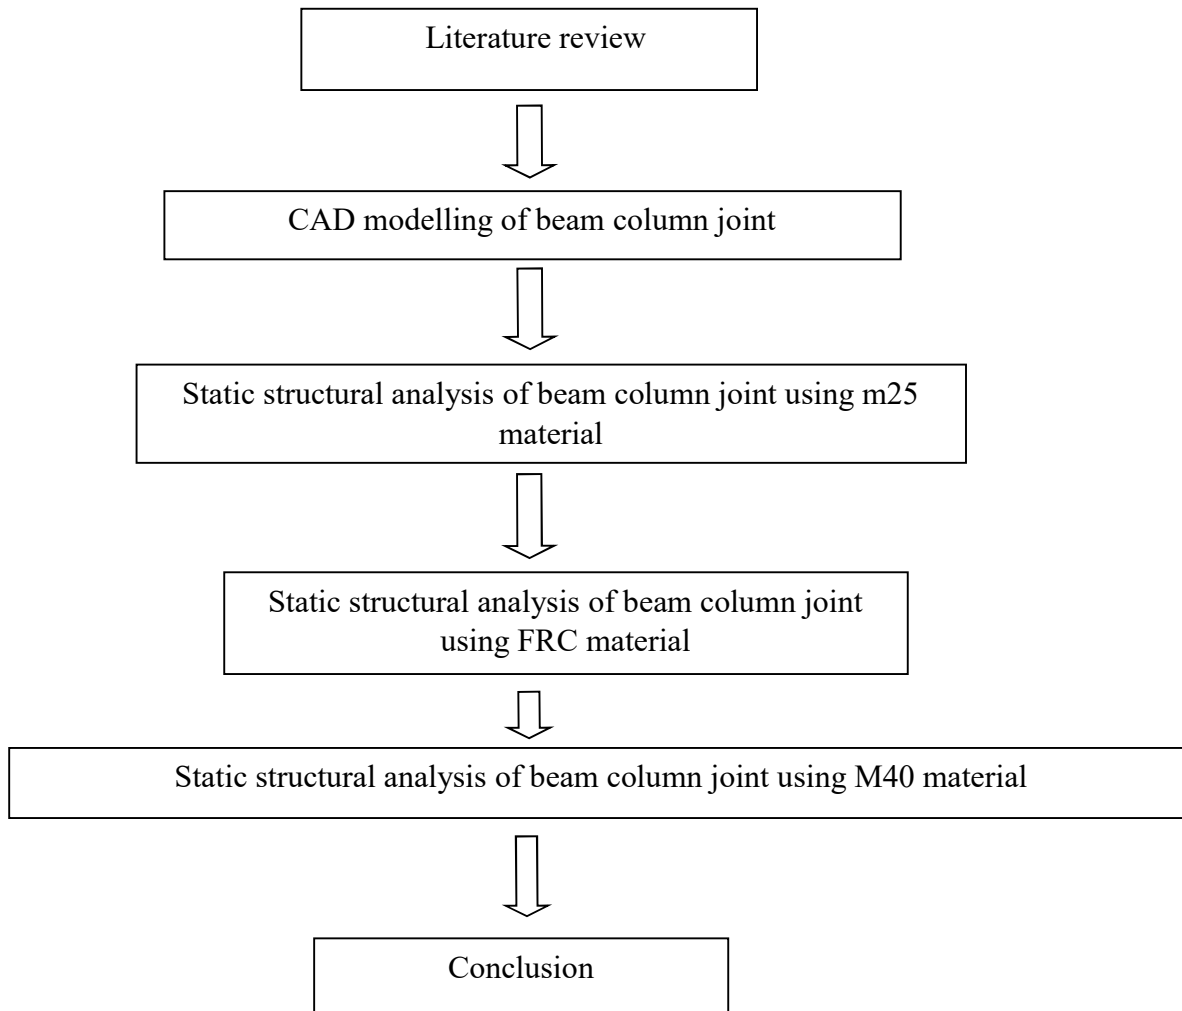 Literature review
CAD modelling of beam column joint
Static structural analysis of beam column joint using m25
material
Static structural analysis of beam column joint
using FRC material
Static structural analysis of beam column joint using M40 material
Conclusion